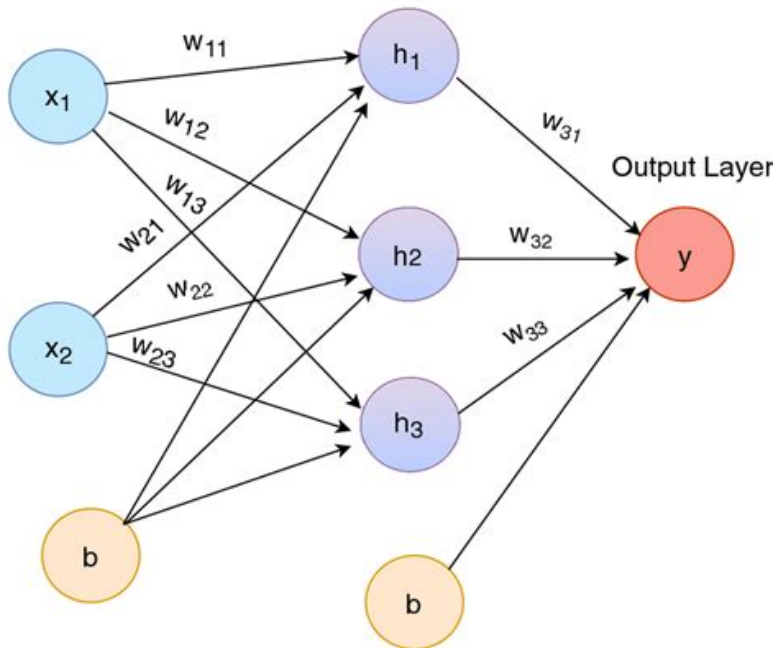 x₁
w₁₁
h₁
w₁₂
w₃₁
w₁₃
Output Layer
w₂₁
h2
w₃₂
y
w₂₂
x₂
w₂₃
w₃₃
h₃
b
b